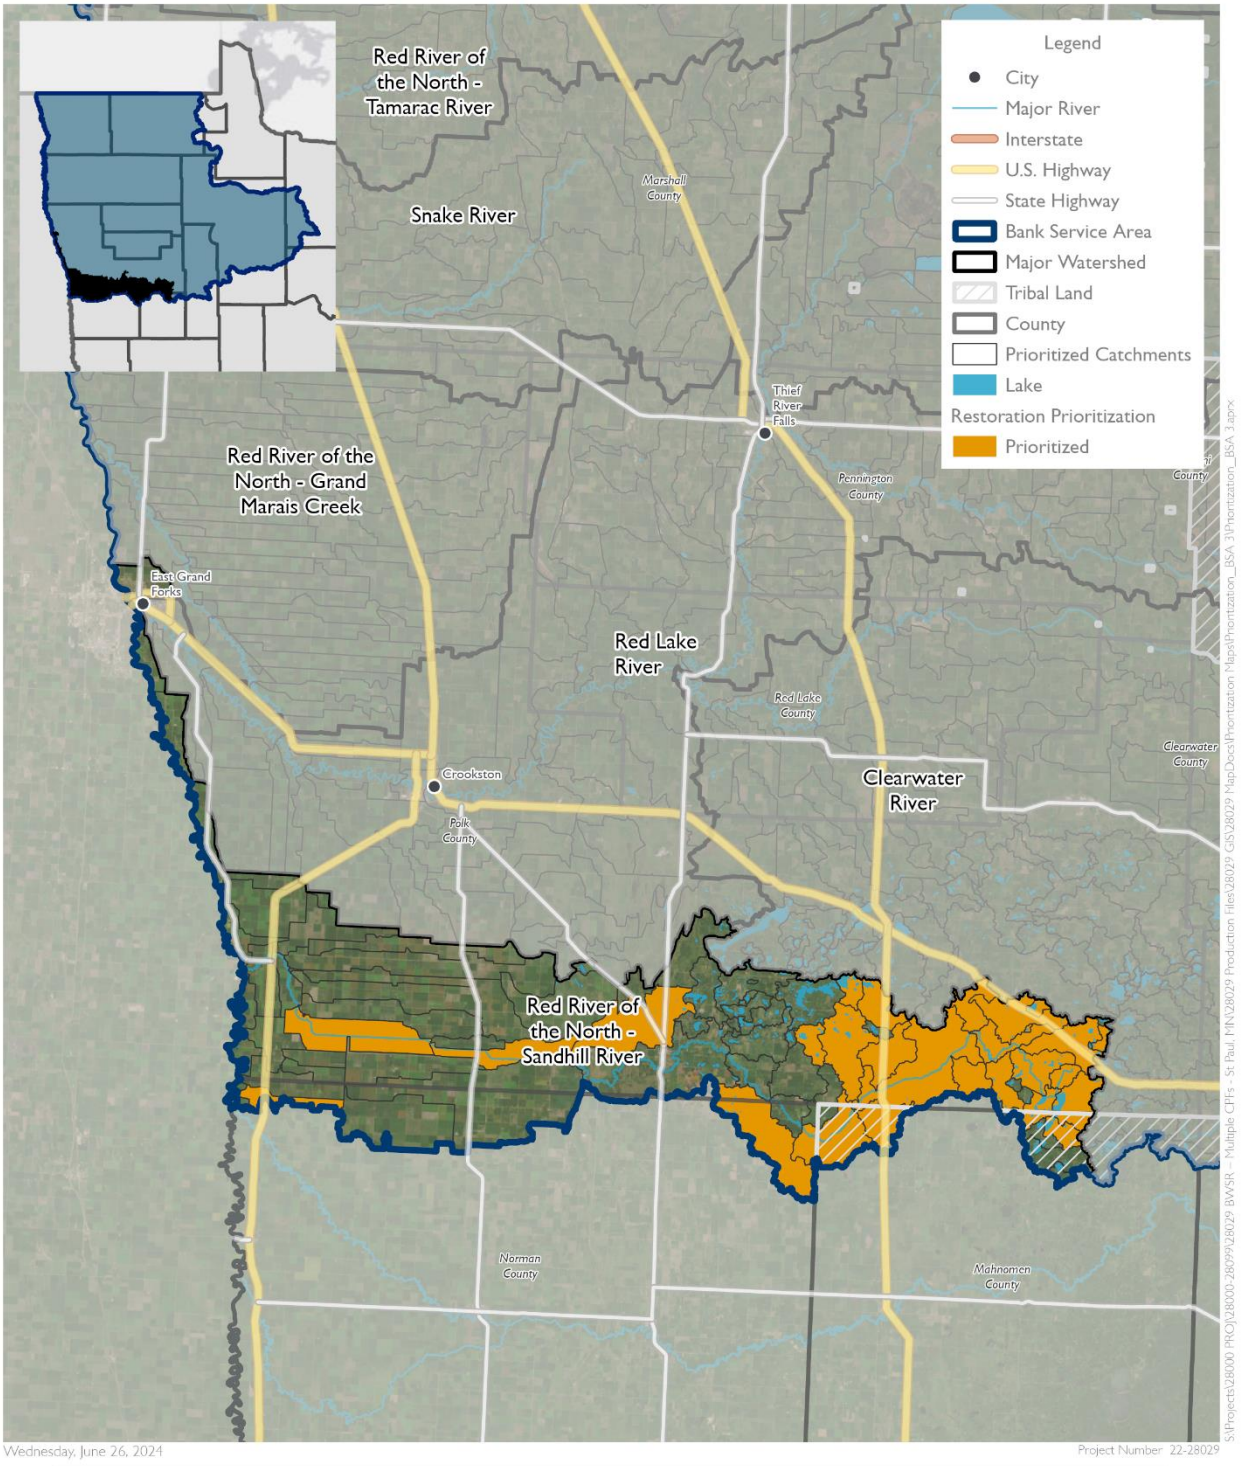 Red River of
the North -
Tamarac River
Marshall
County
Snake River
Legend
City
Major River
Interstate
U.S. Highway
State Highway
Bank Service Area
Major Watershed
Tribal Land
County
Prioritized Catchments
Lake
Restoration Prioritization
Prioritized
Thief
River
Falls
Red River of the
North - Grand
Marais Creek
Pennington
County
County
East Grand
Forks
Red Lake
River
Red Lake
County
Clearwater
County
Crookston
Clearwater
River
Polk
County
Red River of
the North -
Sandhill River
Norman
County
Mahnomen
County
Wednesday, June 26, 2024
Project Number 22-28029